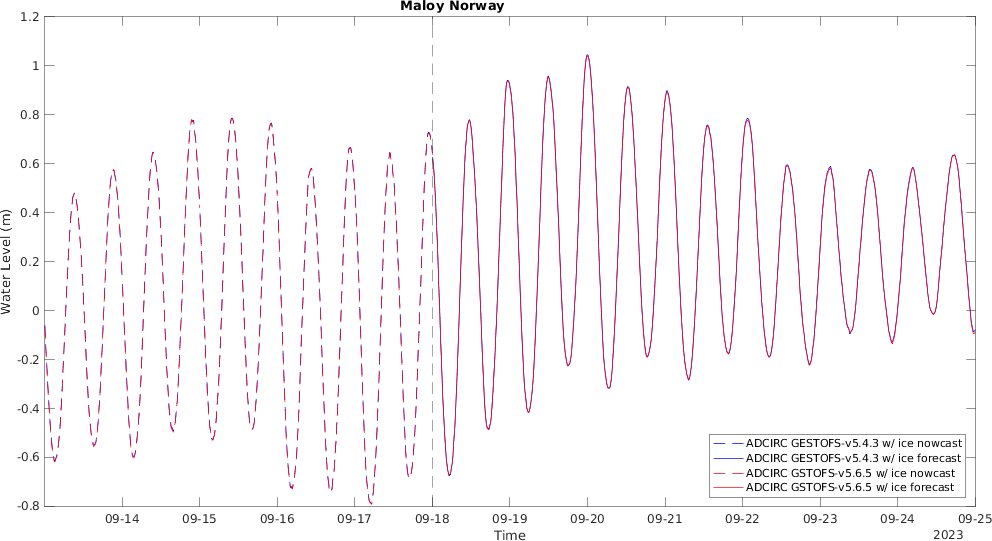 Maloy Norway
1.2
1
0.8
0.6
0.4
0.2
0
-0.2
-0.4
-0.6
-0.8
Water Level (m)
ADCIRC GESTOFS-v5.4.3 w/ ice nowcast
ADCIRC GESTOFS-v5.4.3 w/ ice forecast
ADCIRC GSTOFS-v5.6.5 w/ ice nowcast
ADCIRC GSTOFS-v5.6.5 w/ ice forecast
09-14 09-15 09-16 09-17 09-18 09-19 09-20 09-21 09-22 09-23 09-24 09-25
Time
2023